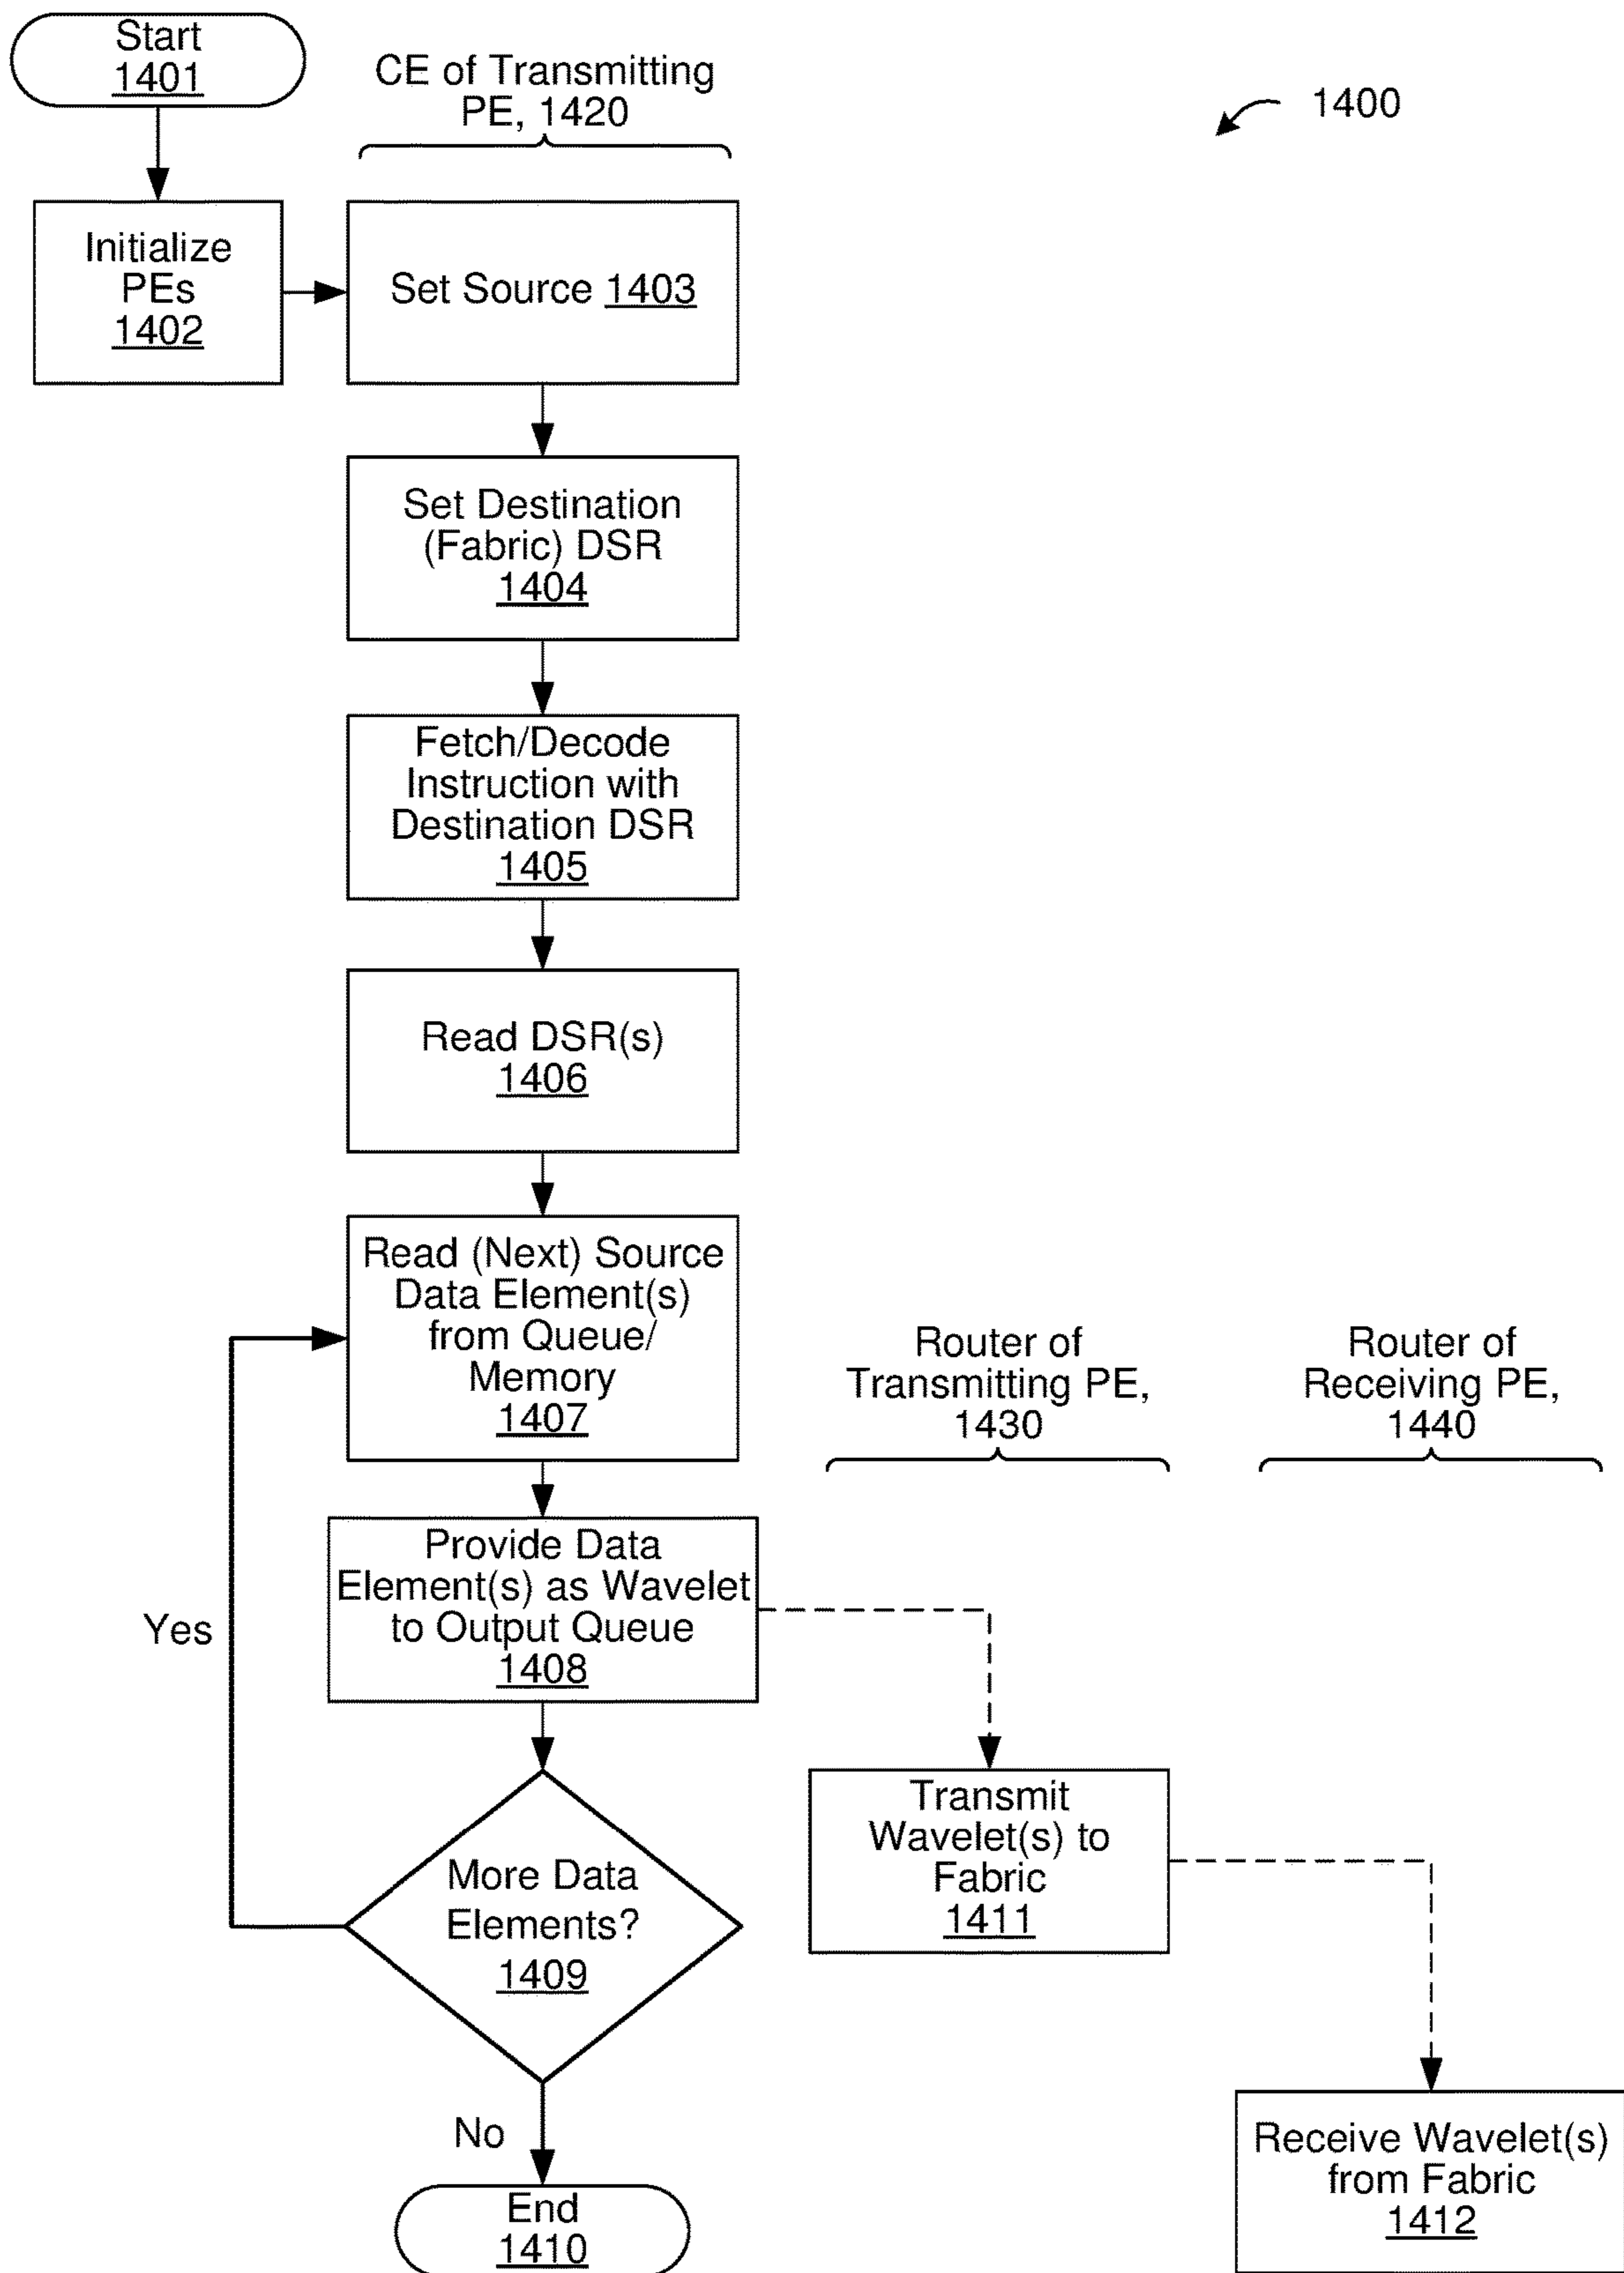 Start
1401
CE of Transmitting
PE, 1420
1400
Initialize
PEs
1402
Set Source 1403
Set Destination
(Fabric) DSR
1404
Fetch/Decode
Instruction with
Destination DSR
1405
Read DSR(s)
1406
Read (Next) Source
Data Element(s)
from Queue/
Memory
1407
Router of
Transmitting PE,
1430
Router of
Receiving PE,
1440
Provide Data
Element(s) as Wavelet
to Output Queue
1408
Yes
Transmit
Wavelet(s) to
Fabric
1411
More Data
Elements?
1409
No
Receive Wavelet(s)
from Fabric
1412
End
1410